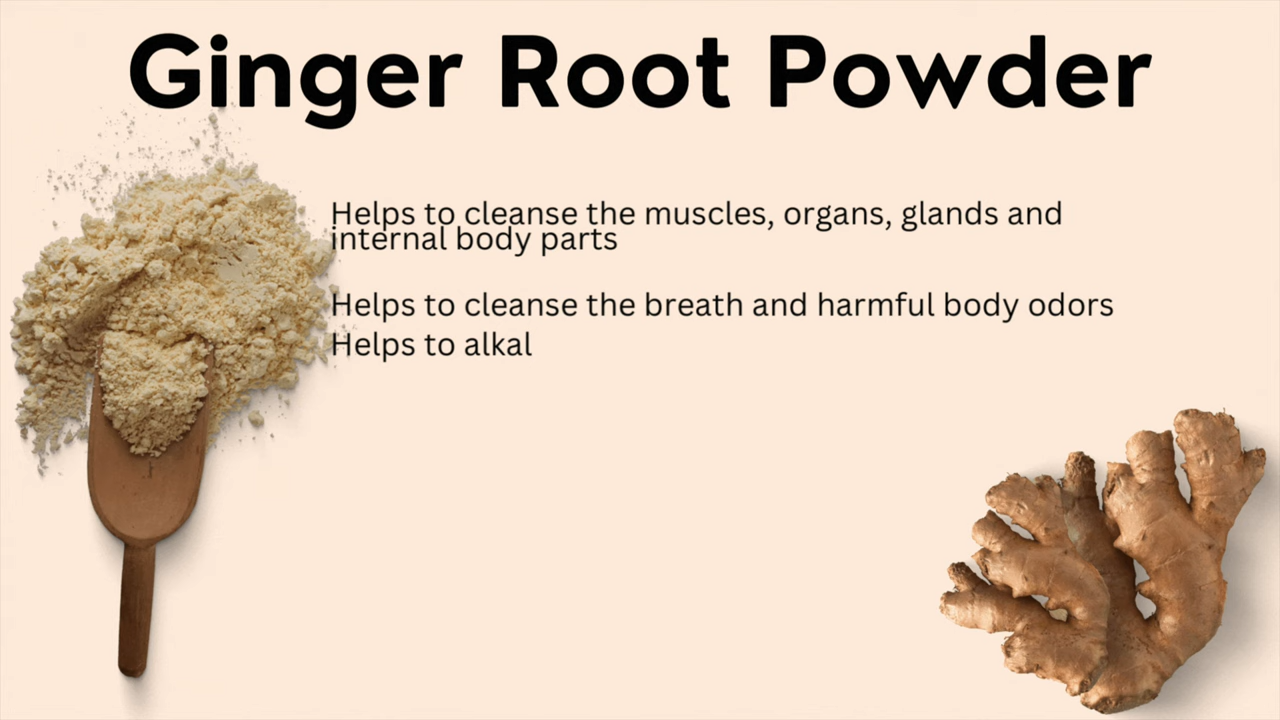 Ginger Root Powder
Helps to cleanse the muscles, organs, glands and
internal body parts
Helps to cleanse the breath and harmful body odors
Helps to alkal